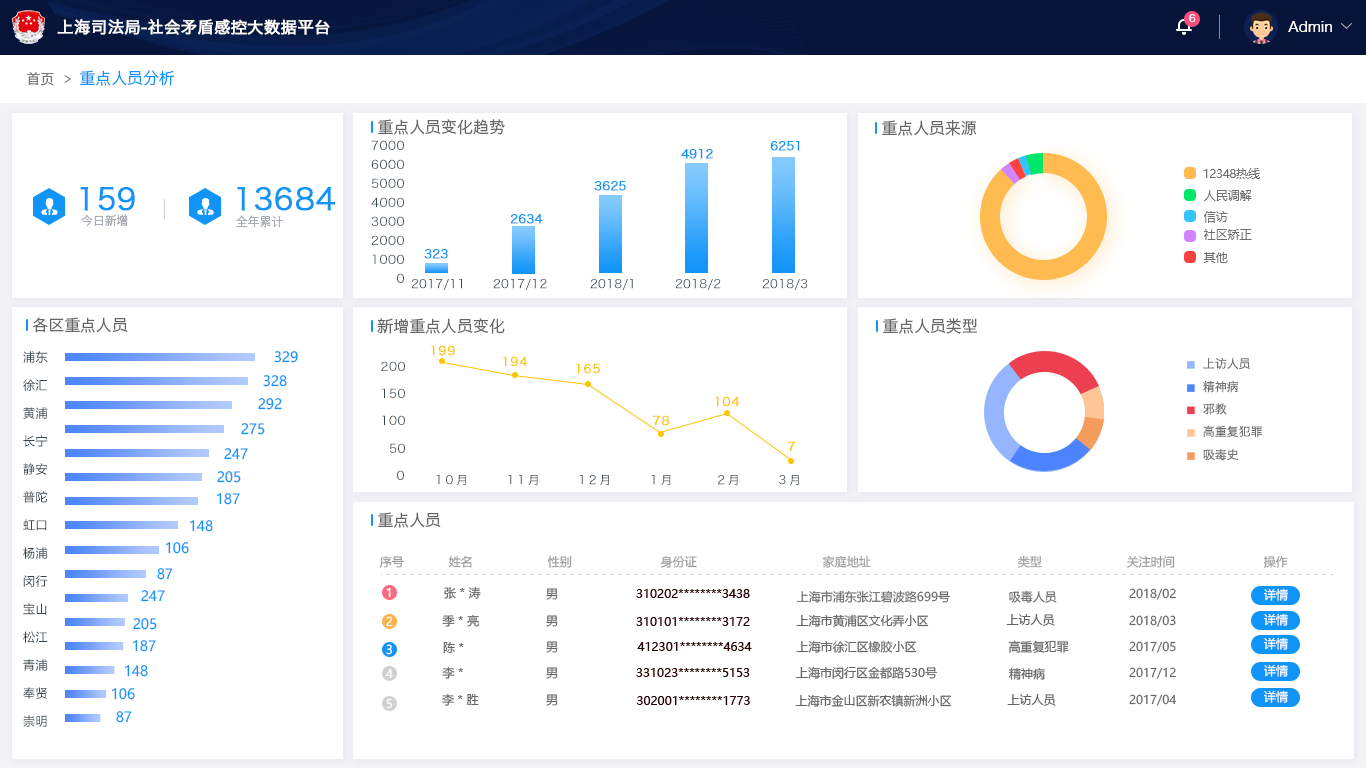 上海司法局-社会矛盾感控大数据平台
6
Admin
首页 > 重点人员分析
159
今日新增
13684
全年累计
重点人员变化趋势
7000
6000
5000
4000
3000
2000
1000
0
323
2634
3625
4912
6251
2017/11 2017/12 2018/1 2018/2 2018/3
重点人员来源
12348热线
人民调解
信访
社区矫正
其他
各区重点人员
浦东 329
徐汇 328
黄浦 292
长宁 275
静安 247
普陀 205
虹口 187
杨浦 148
闵行 106
宝山 87
松江 247
青浦 205
奉贤 187
崇明 148
106
87
新增重点人员变化
200
150
100
50
0
199
194
165
78
104
7
10月 11月 12月 1月 2月 3月
重点人员类型
上访人员
精神病
邪教
高重复犯罪
吸毒史
重点人员
序号 姓名 性别 身份证 家庭地址 类型 关注时间 操作
1 张 * 涛 男 310202********3438 上海市浦东张江碧波路699号 吸毒人员 2018/02 详情
2 季 * 亮 男 310101********3172 上海市黄浦区文化弄小区 上访人员 2018/03 详情
3 陈 * 男 412301********4634 上海市徐汇区橡胶小区 高重复犯罪 2017/05 详情
4 李 * 男 331023********5153 上海市闵行区金都路530号 精神病 2017/12 详情
5 李 * 胜 男 302001********1773 上海市金山区新农镇新洲小区 上访人员 2017/04 详情